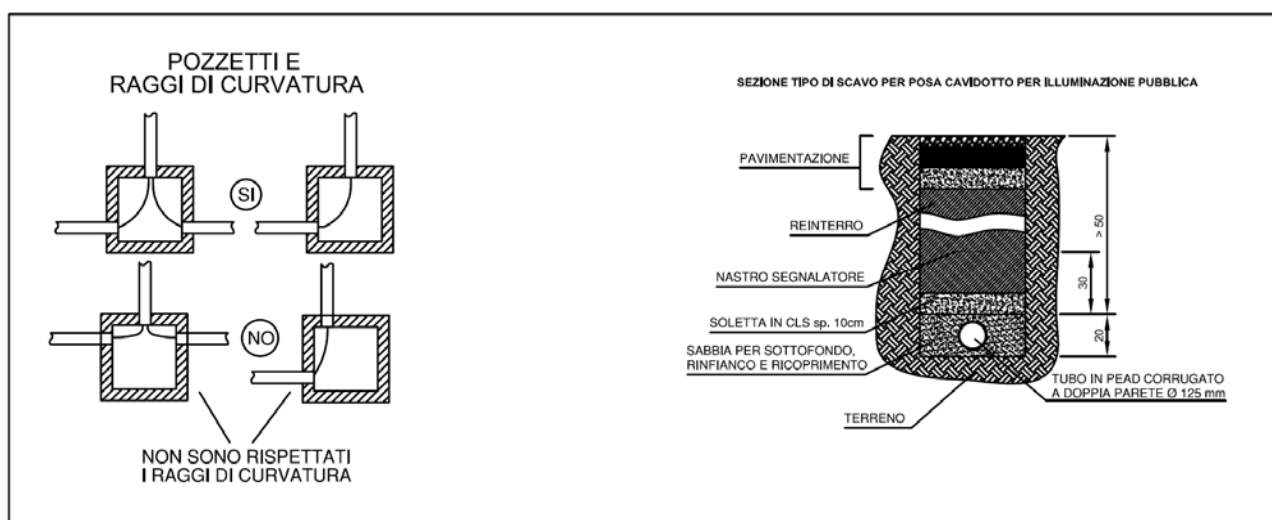 POZZETTI E
RAGGI DI CURVATURA
SI
NO
NON SONO RISPETTATI
I RAGGI DI CURVATURA
SEZIONE TIPO DI SCAVO PER POSA CAVIDOTTO PER ILLUMINAZIONE PUBBLICA
PAVIMENTAZIONE
REINTERRO
NASTRO SEGNALATORE
SOLETTA IN CLS sp. 10cm
SABBIA PER SOTTOFONDO,
RINFIANCO E RICOPRIMENTO
TERRENO
> 50
30
20
TUBO IN PEAD CORRUGATO
A DOPPIA PARETE Ø 125 mm